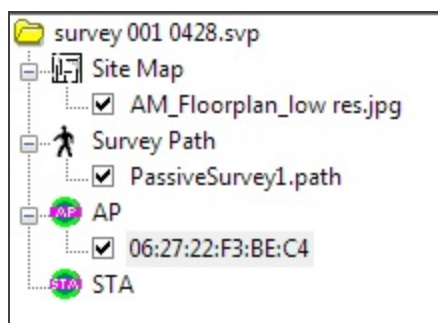 survey 001 0428.svp
Site Map
AM_Floorplan_low res.jpg
Survey Path
PassiveSurvey1.path
AP AP
06:27:22:F3:BE:C4
STA STA